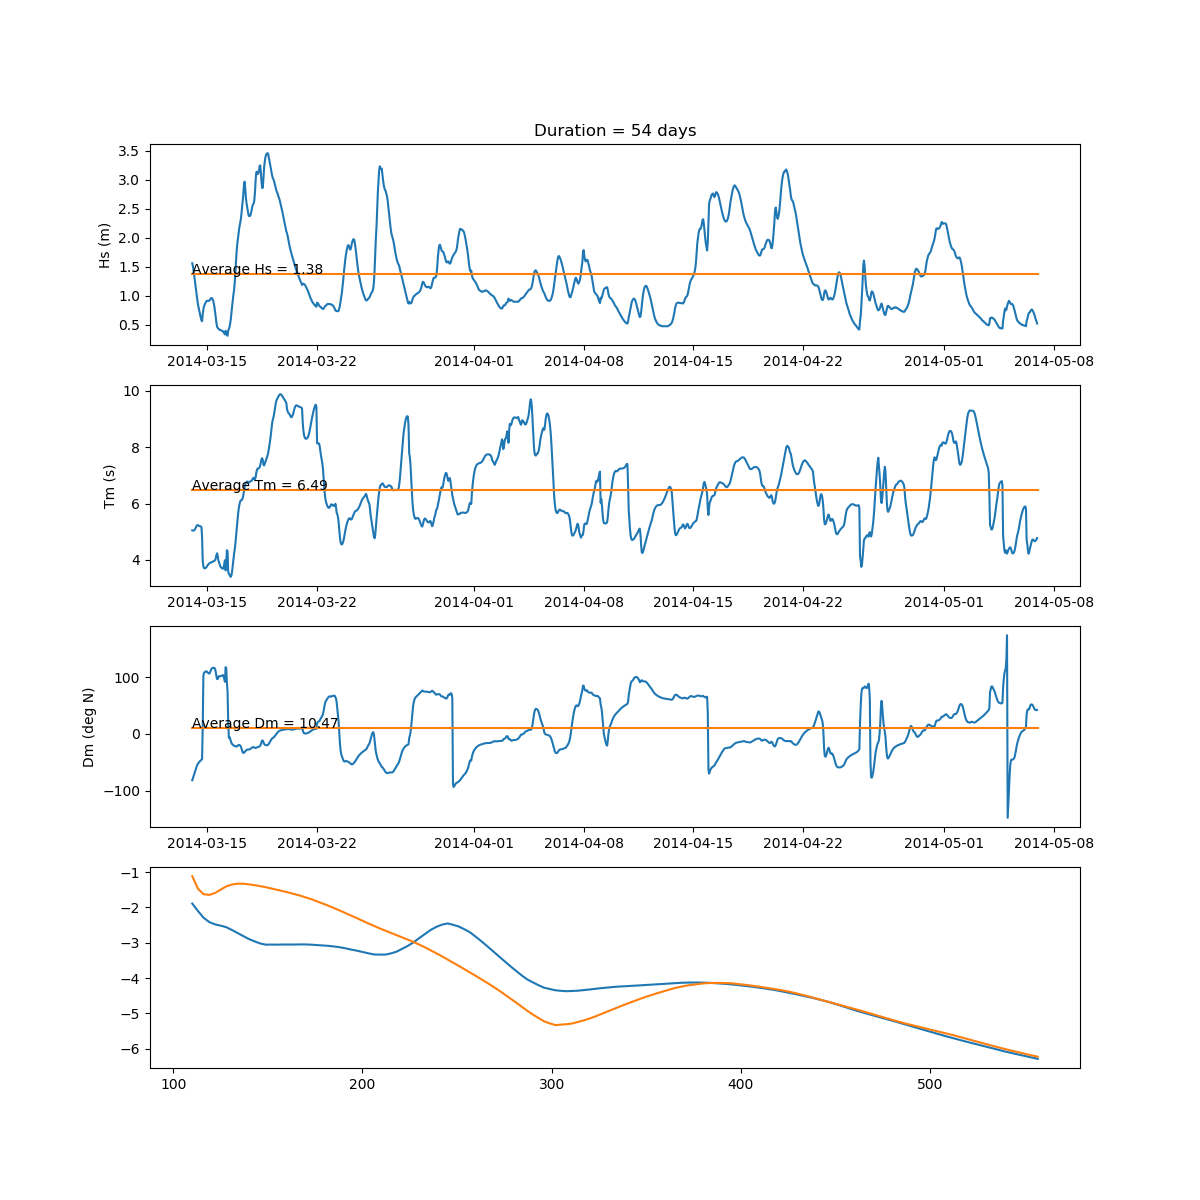 Duration = 54 days
3.5
3.0
2.5
2.0
1.5
1.0
0.5
Hs (m)
Average Hs = 1.38
2014-03-15 2014-03-22 2014-04-01 2014-04-08 2014-04-15 2014-04-22 2014-05-01 2014-05-08
10
8
6
4
Tm (s)
Average Tm = 6.49
2014-03-15 2014-03-22 2014-04-01 2014-04-08 2014-04-15 2014-04-22 2014-05-01 2014-05-08
100
0
−100
Dm (deg N)
Average Dm = 10.47
2014-03-15 2014-03-22 2014-04-01 2014-04-08 2014-04-15 2014-04-22 2014-05-01 2014-05-08
−1
−2
−3
−4
−5
−6
100 200 300 400 500